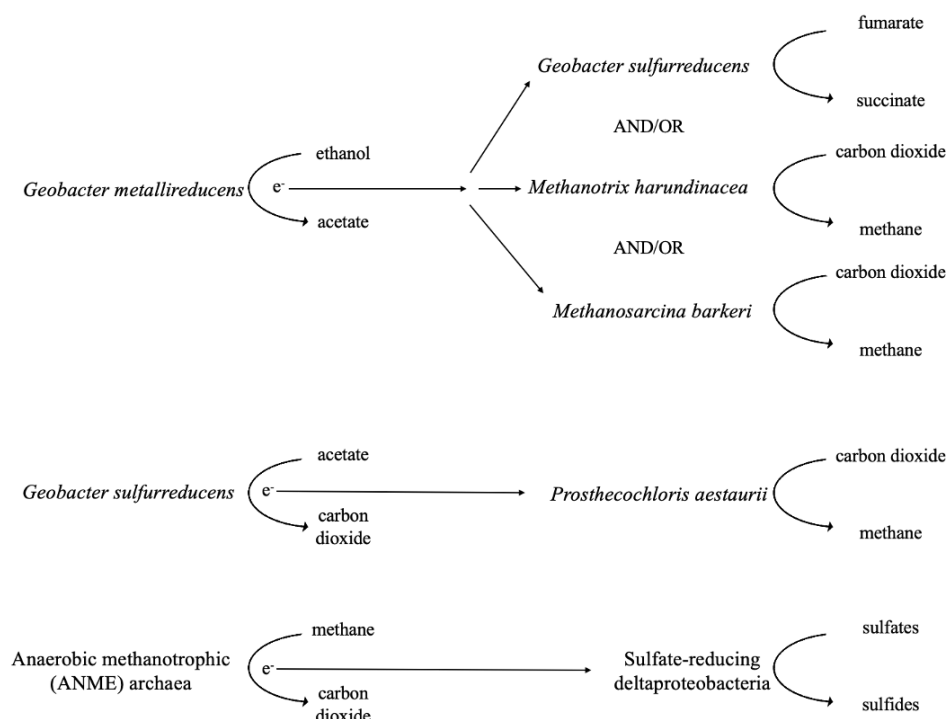 fumarate
Geobacter sulfurreducens
succinate
AND/OR
ethanol
carbon dioxide
Geobacter metallireducens
e-
Methanotrix harundinacea
acetate
methane
AND/OR
carbon dioxide
Methanosarcina barkeri
methane
acetate
carbon dioxide
Geobacter sulfurreducens
e-
Prosthecochloris aestaurii
carbon
dioxide
methane
methane
sulfates
Anaerobic methanotrophic
(ANME) archaea
e-
Sulfate-reducing
deltaproteobacteria
carbon
dioxide
sulfides